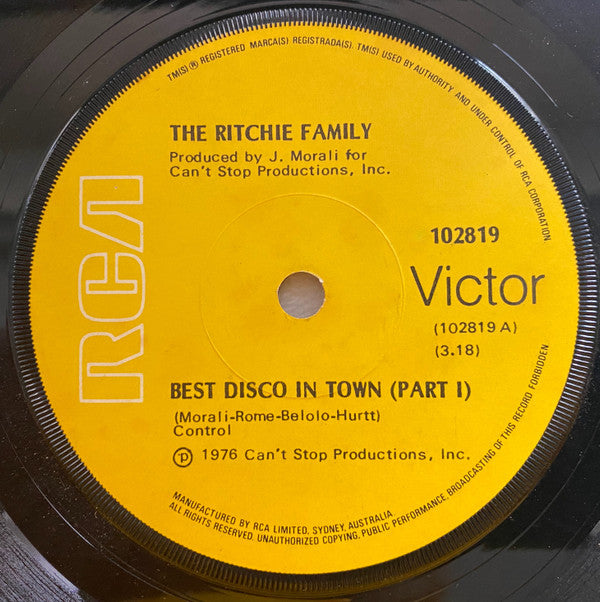 TM(S) ® REGISTERED MARCA(S) REGISTRADA(S). TM(S) USED BY AUTHORITY AND UNDER CONTROL OF RCA CORPORATION
THE RITCHIE FAMILY
Produced by J. Morali for
Can't Stop Productions, Inc.
RCA
102819
Victor
(102819 A)
(3.18)
BEST DISCO IN TOWN (PART I)
(Morali-Rome-Belolo-Hurtt)
Control
℗ 1976 Can't Stop Productions, Inc.
MANUFACTURED BY RCA LIMITED, SYDNEY, AUSTRALIA
ALL RIGHTS RESERVED. UNAUTHORIZED COPYING, PUBLIC PERFORMANCE BROADCASTING OF THIS RECORD FORBIDDEN